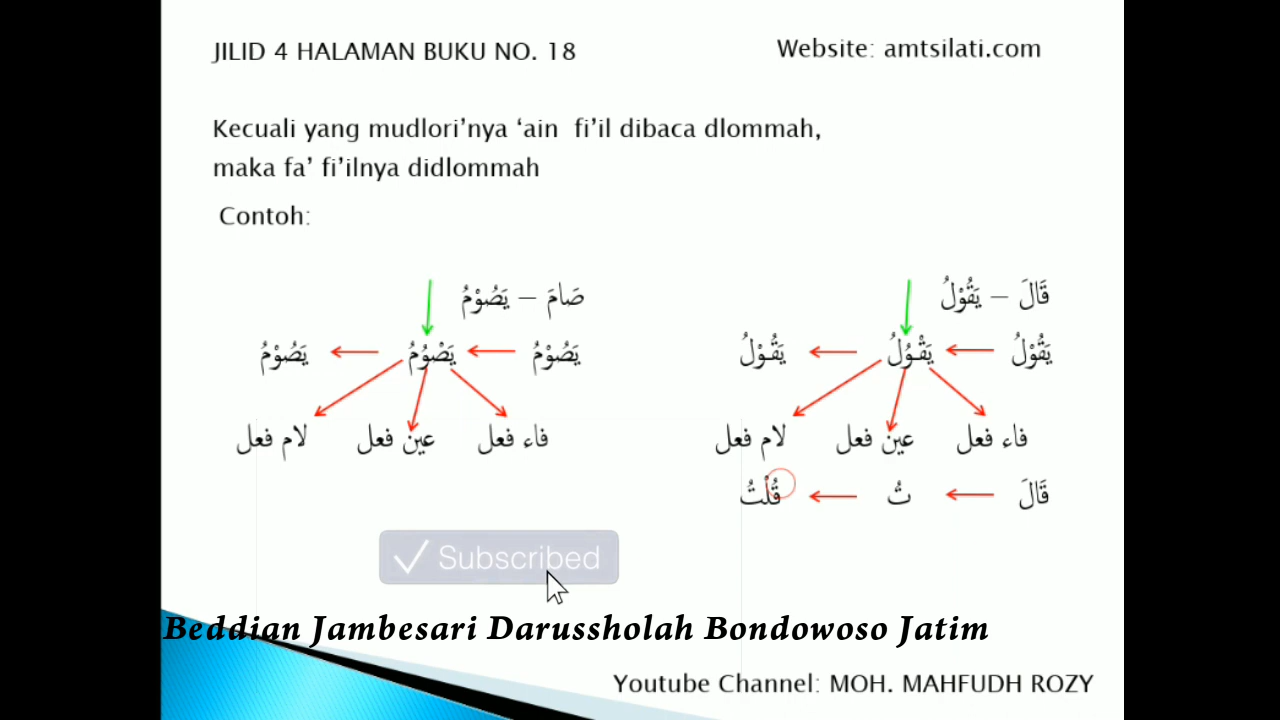 JILID 4 HALAMAN BUKU NO. 18
Website: amtsilati.com
Kecuali yang mudlori’nya ‘ain fi’il dibaca dlommah,
maka fa’ fi’ilnya didlommah
Contoh:
قَالَ – يَقُوْلُ
يَقُوْلُ يَقْوُلُ يَقُوْلُ
فاء فعل عين فعل لام فعل
قَالَ تُ قُلْتُ
صَامَ – يَصُوْمُ
يَصُوْمُ يَصْوُمُ يَصُوْمُ
فاء فعل عين فعل لام فعل
Subscribed
Beddian Jambesari Darussholah Bondowoso Jatim
Youtube Channel: MOH. MAHFUDH ROZY